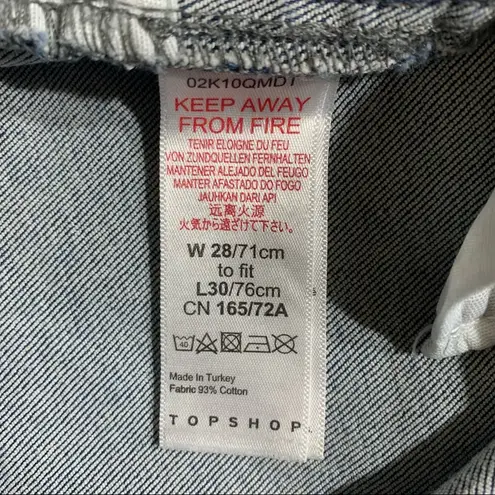 02K10QMDT
KEEP AWAY
FROM FIRE
TENIR ELOIGNE DU FEU
VON ZUNDQUELLEN FERNHALTEN
MANTENER ALEJADO DEL FEUGO
MANTER AFASTADO DO FOGO
JAUHKAN DARI API
远离火源
火気から遠ざけて下さい。
W 28/71cm
to fit
L30/76cm
CN 165/72A
40
Made In Turkey
Fabric 93% Cotton
TOPSHOP